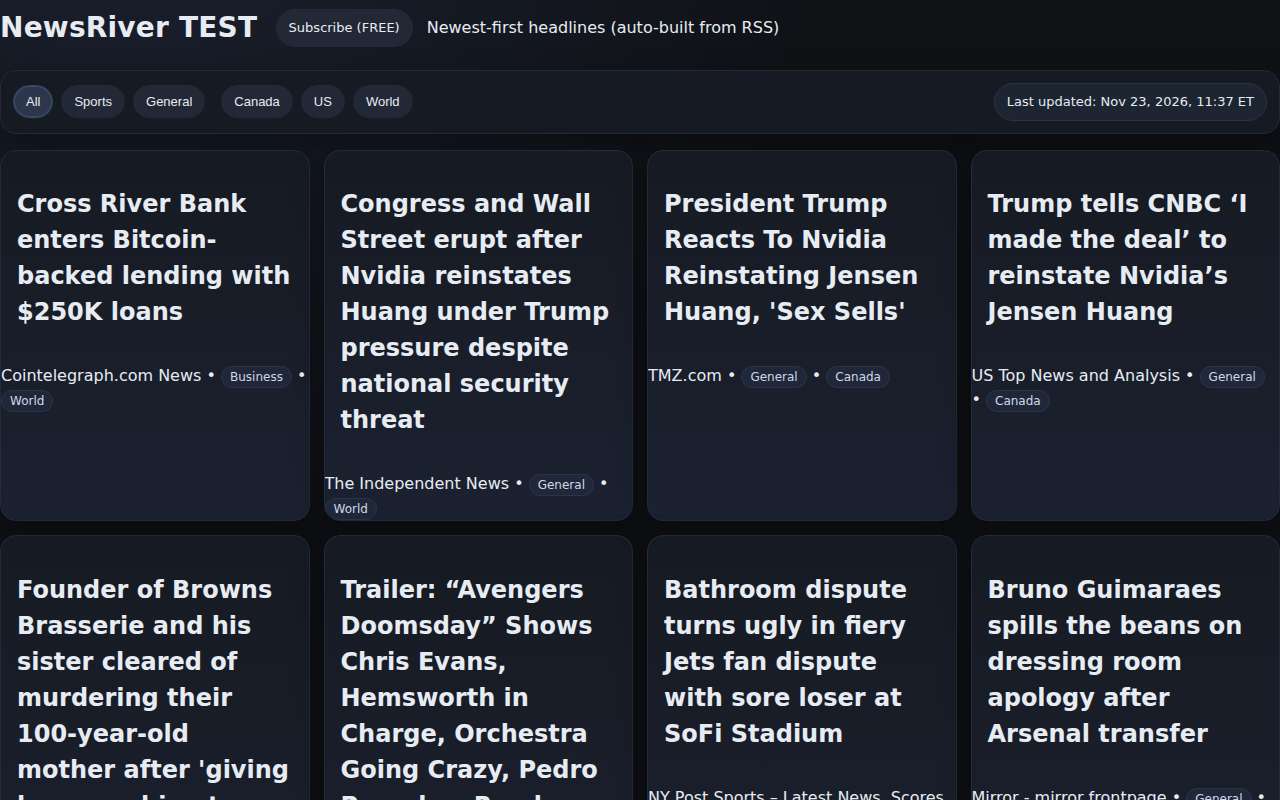 NewsRiver TEST
Subscribe (FREE)
Newest-first headlines (auto-built from RSS)
All
Sports
General
Canada
US
World
Last updated: Nov 23, 2026, 11:37 ET
Cross River Bank
enters Bitcoin-
backed lending with
$250K loans
Cointelegraph.com News • Business •
World
Congress and Wall
Street erupt after
Nvidia reinstates
Huang under Trump
pressure despite
national security
threat
The Independent News • General •
World
President Trump
Reacts To Nvidia
Reinstating Jensen
Huang, 'Sex Sells'
TMZ.com • General • Canada
Trump tells CNBC ‘I
made the deal’ to
reinstate Nvidia’s
Jensen Huang
US Top News and Analysis • General
• Canada
Founder of Browns
Brasserie and his
sister cleared of
murdering their
100-year-old
mother after 'giving
Trailer: “Avengers
Doomsday” Shows
Chris Evans,
Hemsworth in
Charge, Orchestra
Going Crazy, Pedro
Bathroom dispute
turns ugly in fiery
Jets fan dispute
with sore loser at
SoFi Stadium
NY Post Sports – Latest News, Scores
Bruno Guimaraes
spills the beans on
dressing room
apology after
Arsenal transfer
Mirror - mirror frontpage • General •